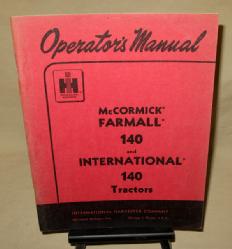 Operator's Manual
IH
McCORMICK®
FARMALL®
140
and
INTERNATIONAL®
140
Tractors
INTERNATIONAL HARVESTER COMPANY